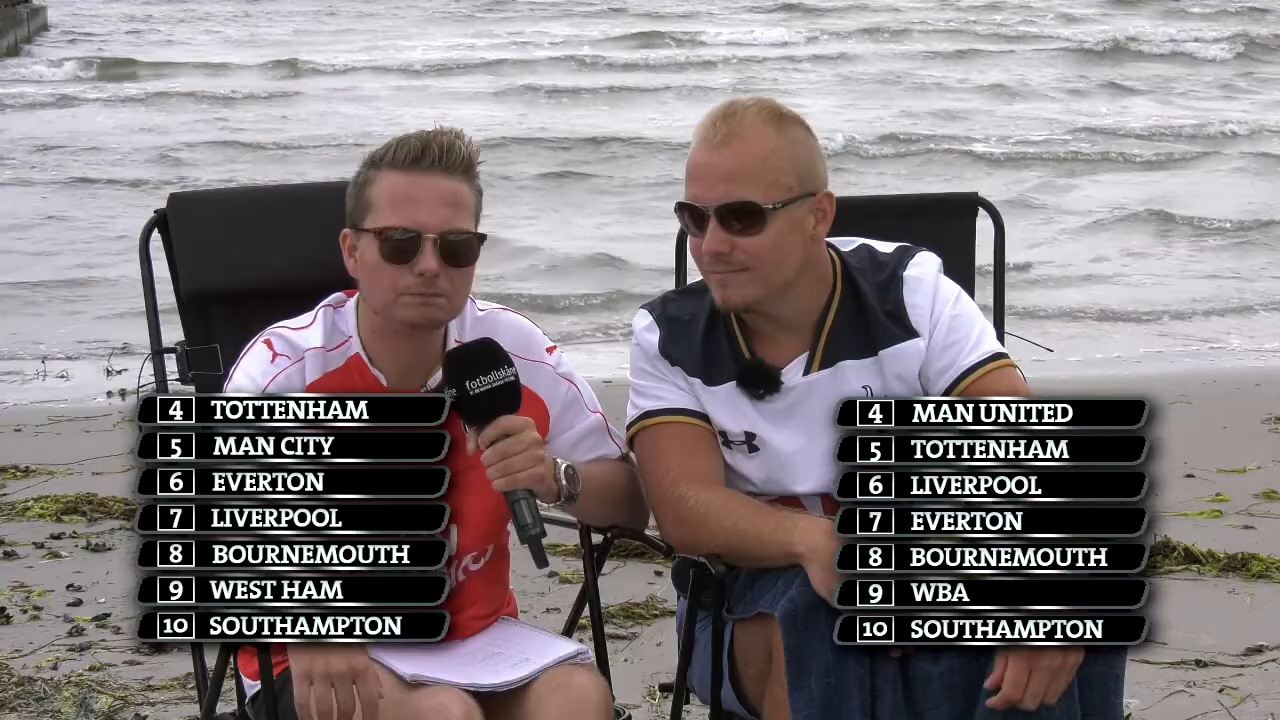 fotbollskåne
4 TOTTENHAM
5 MAN CITY
6 EVERTON
7 LIVERPOOL
8 BOURNEMOUTH
9 WEST HAM
10 SOUTHAMPTON
4 MAN UNITED
5 TOTTENHAM
6 LIVERPOOL
7 EVERTON
8 BOURNEMOUTH
9 WBA
10 SOUTHAMPTON